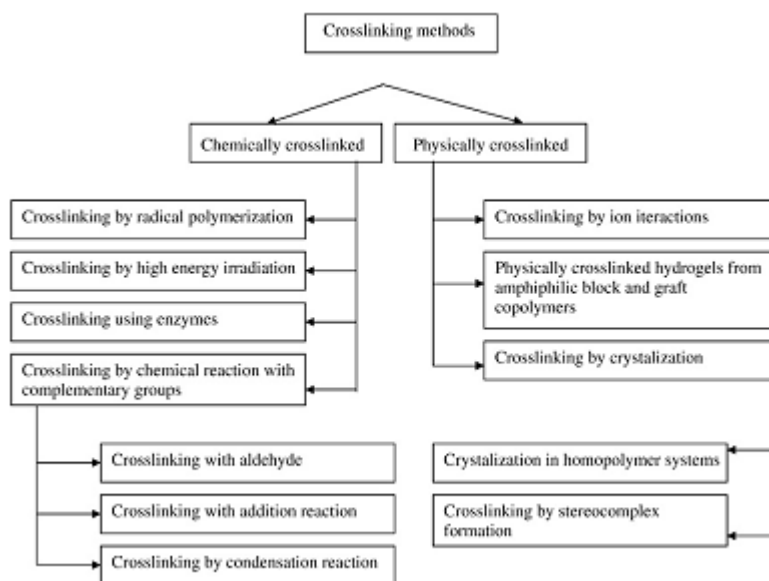 Crosslinking methods
Chemically crosslinked
Physically crosslinked
Crosslinking by radical polymerization
Crosslinking by high energy irradiation
Crosslinking using enzymes
Crosslinking by chemical reaction with
complementary groups
Crosslinking with aldehyde
Crosslinking with addition reaction
Crosslinking by condensation reaction
Crosslinking by ion iteractions
Physically crosslinked hydrogels from
amphiphilic block and graft
copolymers
Crosslinking by crystalization
Crystalization in homopolymer systems
Crosslinking by stereocomplex
formation